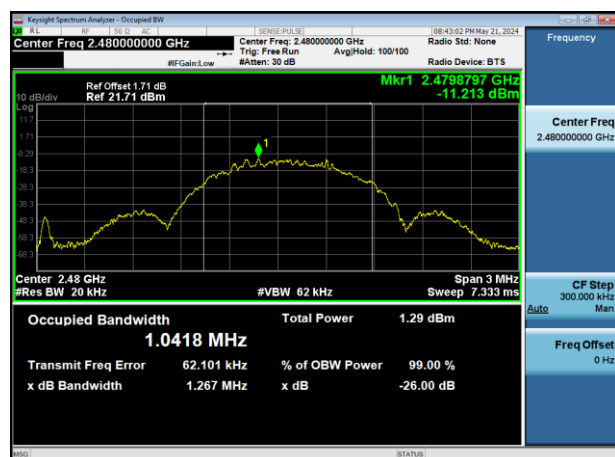 Keysight Spectrum Analyzer - Occupied BW
RL RF 50 Ω AC SENSE:PULSE 08:43:02 PM May 21, 2024
Center Freq 2.480000000 GHz Center Freq: 2.480000000 GHz Radio Std: None Frequency
Trig: Free Run Avg|Hold: 100/100
#IFGain:Low #Atten: 30 dB Radio Device: BTS
Ref Offset 1.71 dB Mkr1 2.4798797 GHz
10 dB/div Ref 21.71 dBm -11.213 dBm
Log
11.7
1.71
-8.29
-18.3
-28.3
-38.3
-48.3
-58.3
-68.3
1
Center 2.48 GHz Span 3 MHz
#Res BW 20 kHz #VBW 62 kHz Sweep 7.333 ms
Occupied Bandwidth Total Power 1.29 dBm
1.0418 MHz
Transmit Freq Error 62.101 kHz % of OBW Power 99.00 %
x dB Bandwidth 1.267 MHz x dB -26.00 dB
Center Freq
2.480000000 GHz
CF Step
300.000 kHz
Auto Man
Freq Offset
0 Hz
MSG STATUS